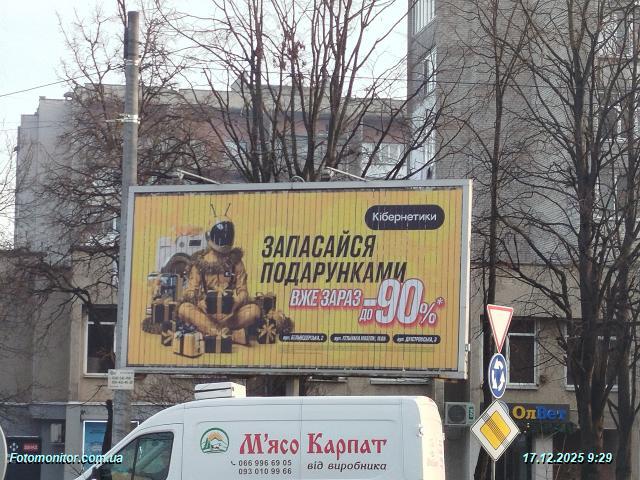 Кібернетики
ЗАПАСАЙСЯ
ПОДАРУНКАМИ
ВЖЕ ЗАРАЗ ДО -90%*
М'ясо Карпат
від виробника
066 996 69 05
093 010 99 66
ОлВет
Fotomonitor.com.ua
17.12.2025 9:29